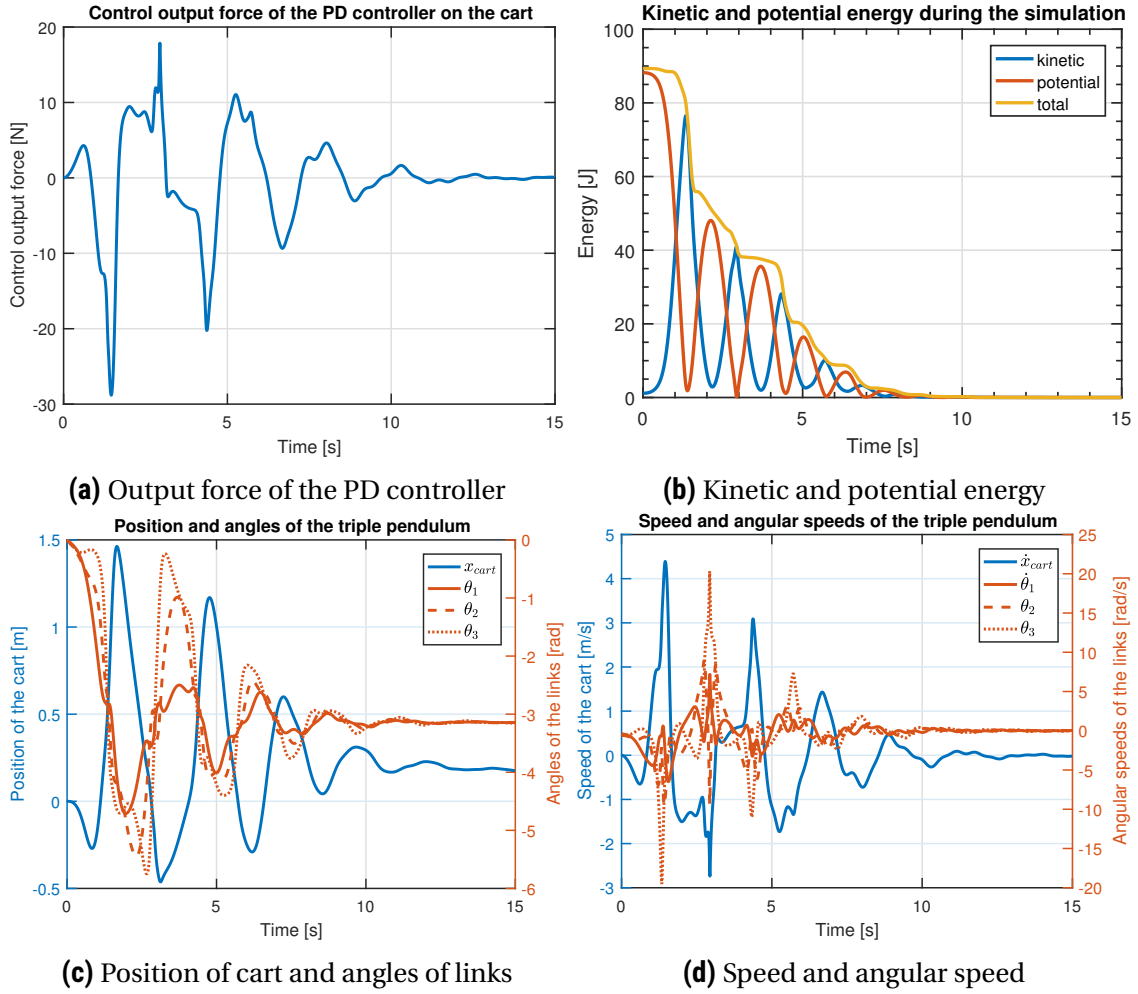 Control output force of the PD controller on the cart
20
10
0
-10
-20
-30
Control output force [N]
0 5 10 15
Time [s]
(a) Output force of the PD controller
Kinetic and potential energy during the simulation
100
80
60
40
20
0
Energy [J]
kinetic
potential
total
0 5 10 15
Time [s]
(b) Kinetic and potential energy
Position and angles of the triple pendulum
1.5
1
0.5
0
-0.5
Position of the cart [m]
x_cart
θ₁
θ₂
θ₃
0
-1
-2
-3
-4
-5
-6
Angles of the links [rad]
0 5 10 15
Time [s]
(c) Position of cart and angles of links
Speed and angular speeds of the triple pendulum
5
4
3
2
1
0
-1
-2
-3
Speed of the cart [m/s]
ẋ_cart
θ̇₁
θ₂
θ₃
25
20
15
10
5
0
-5
-10
-15
-20
Angular speeds of the links [rad/s]
0 5 10 15
Time [s]
(d) Speed and angular speed